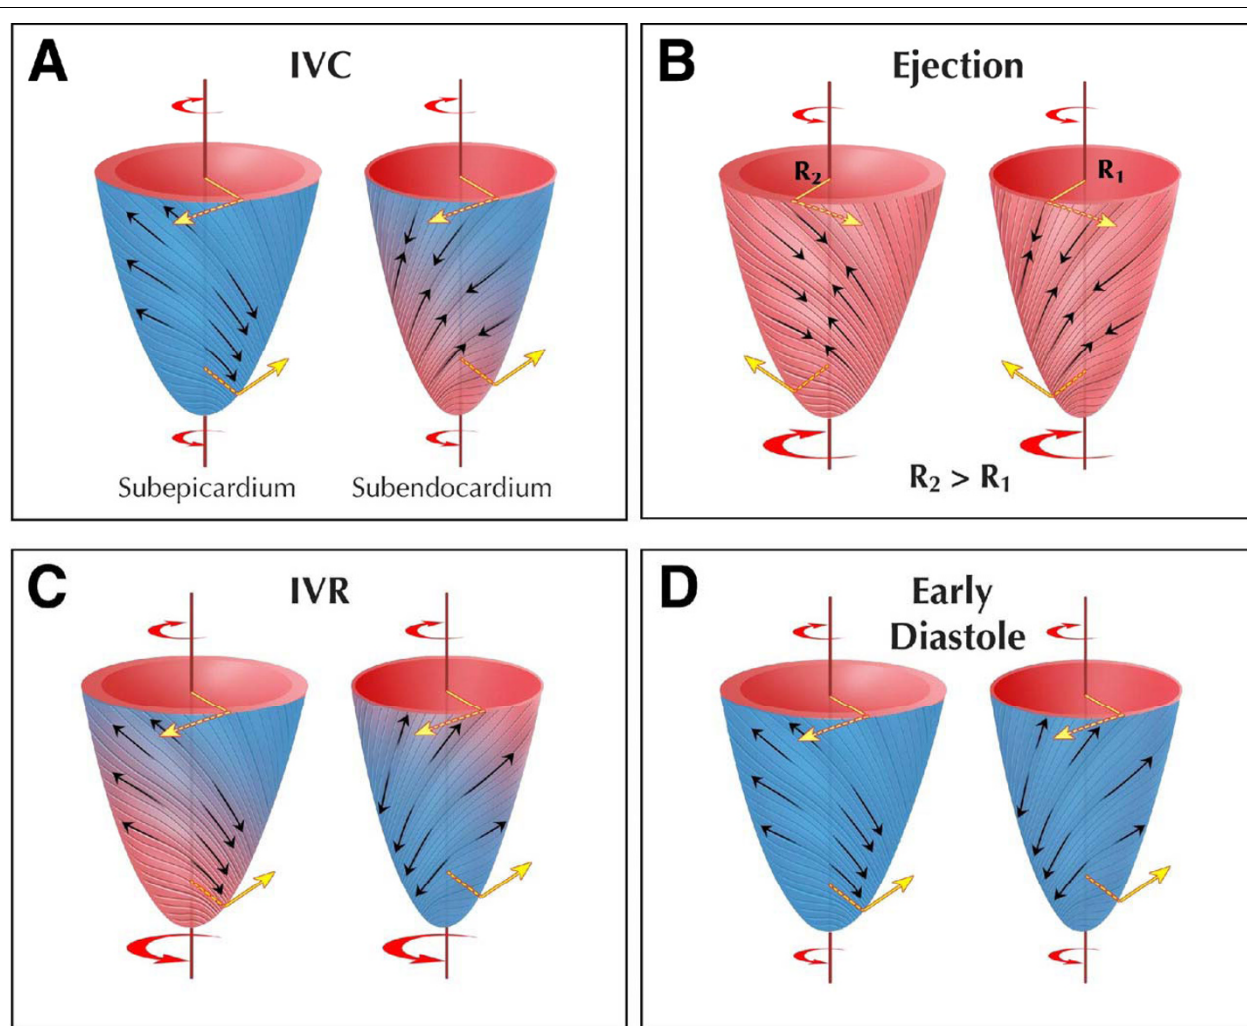 A
IVC
Subepicardium
Subendocardium
B
Ejection
R₂
R₁
R₂ > R₁
C
IVR
D
Early
Diastole